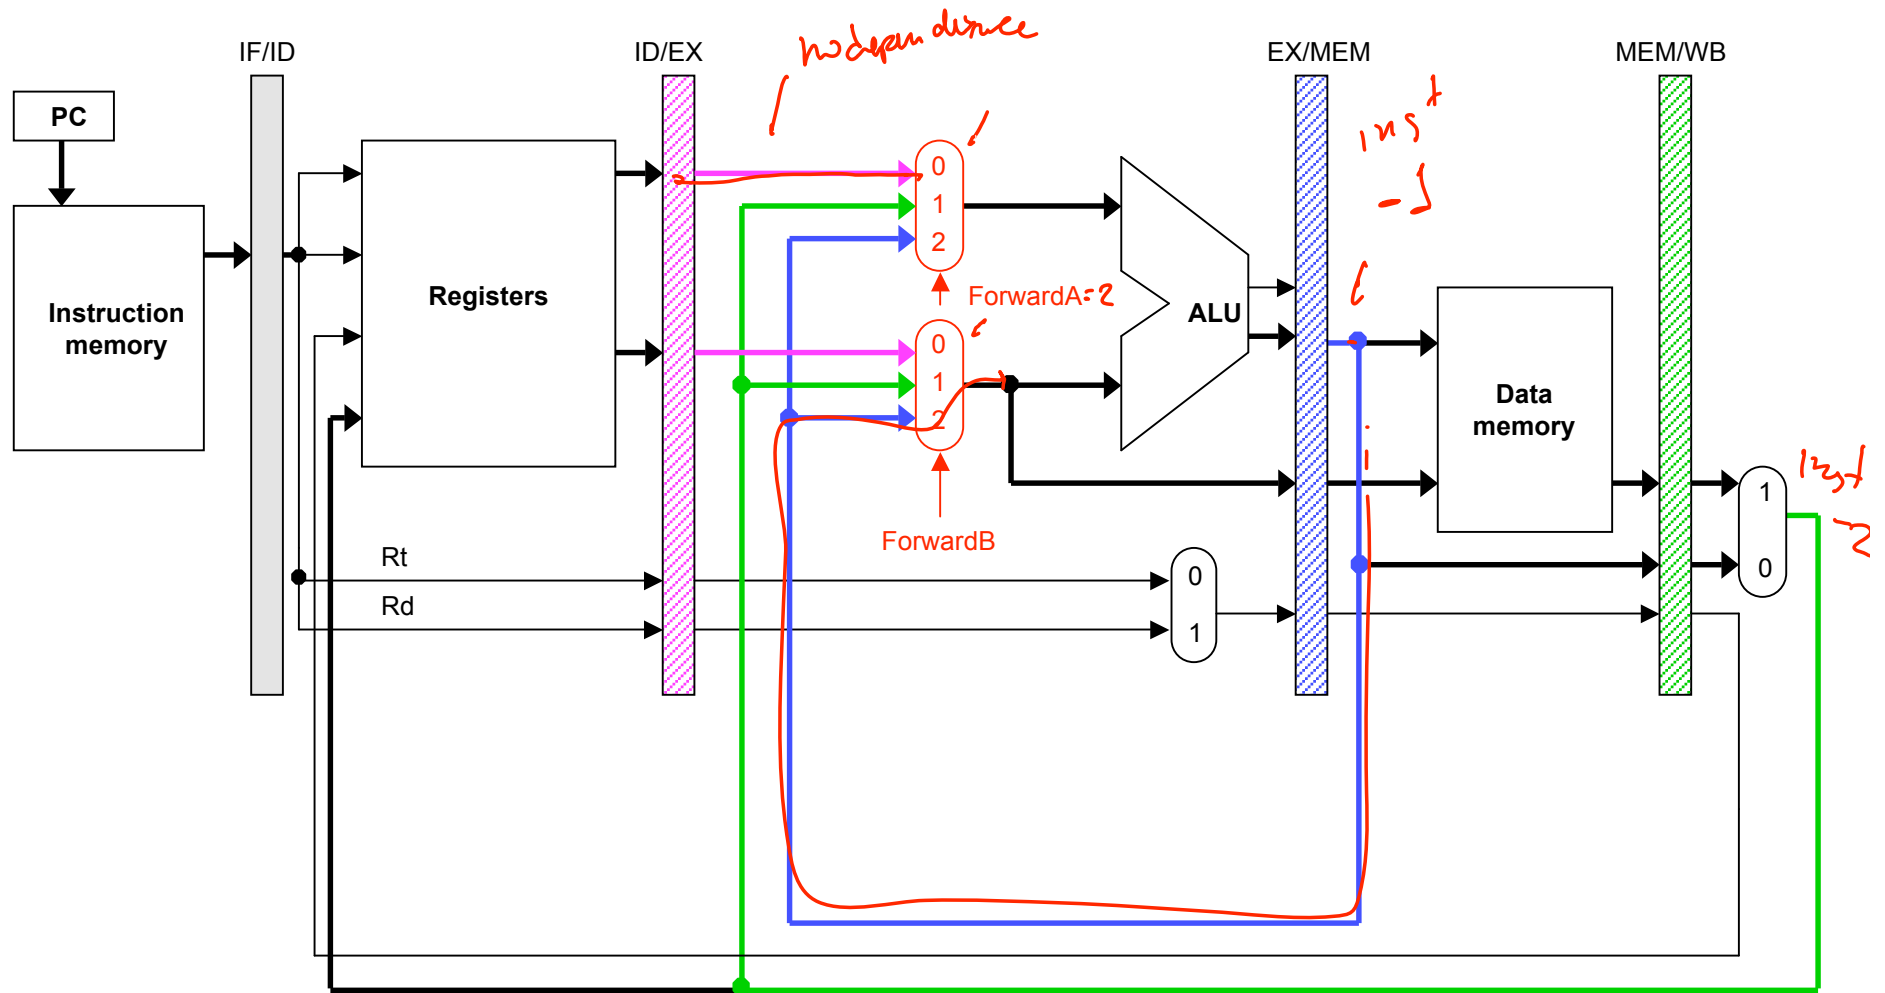 no dependence
IF/ID
ID/EX
EX/MEM
MEM/WB
PC
inst
-1
0
1
2
Registers
Instruction
memory
ForwardA=2
ALU
0
1
2
Data
memory
inst
-2
1
0
ForwardB
Rt
Rd
0
1